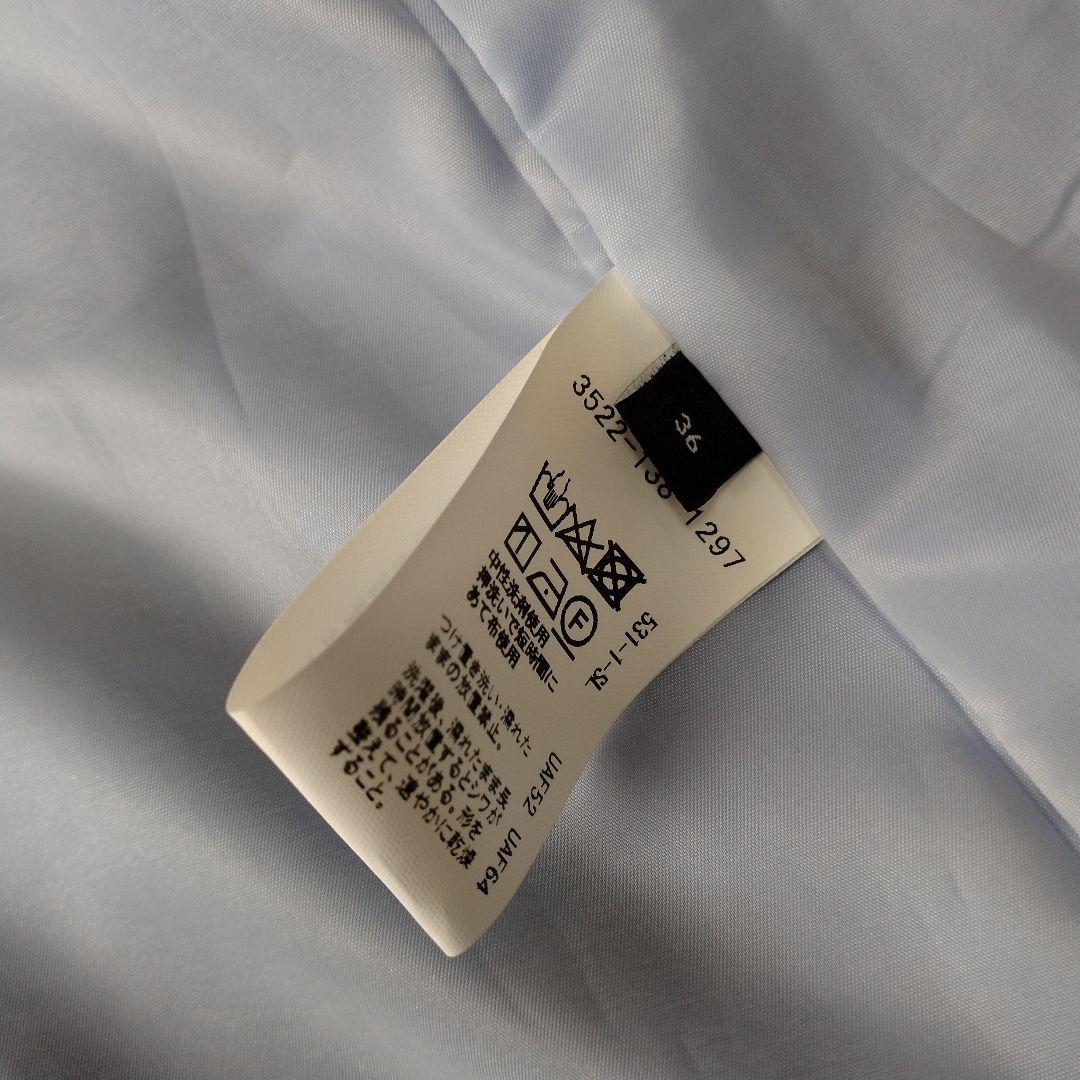 36
3522-138-1297
F
中性洗剤使用
押洗いで短時間に
あて布使用
531-1-SL
つけ置き洗い・濡れた
ままの放置禁止。
洗濯後、濡れたまま長
時間放置するとシワが
残ることがある。形を
整えて、速やかに乾燥
すること。
UAF52 UAF64